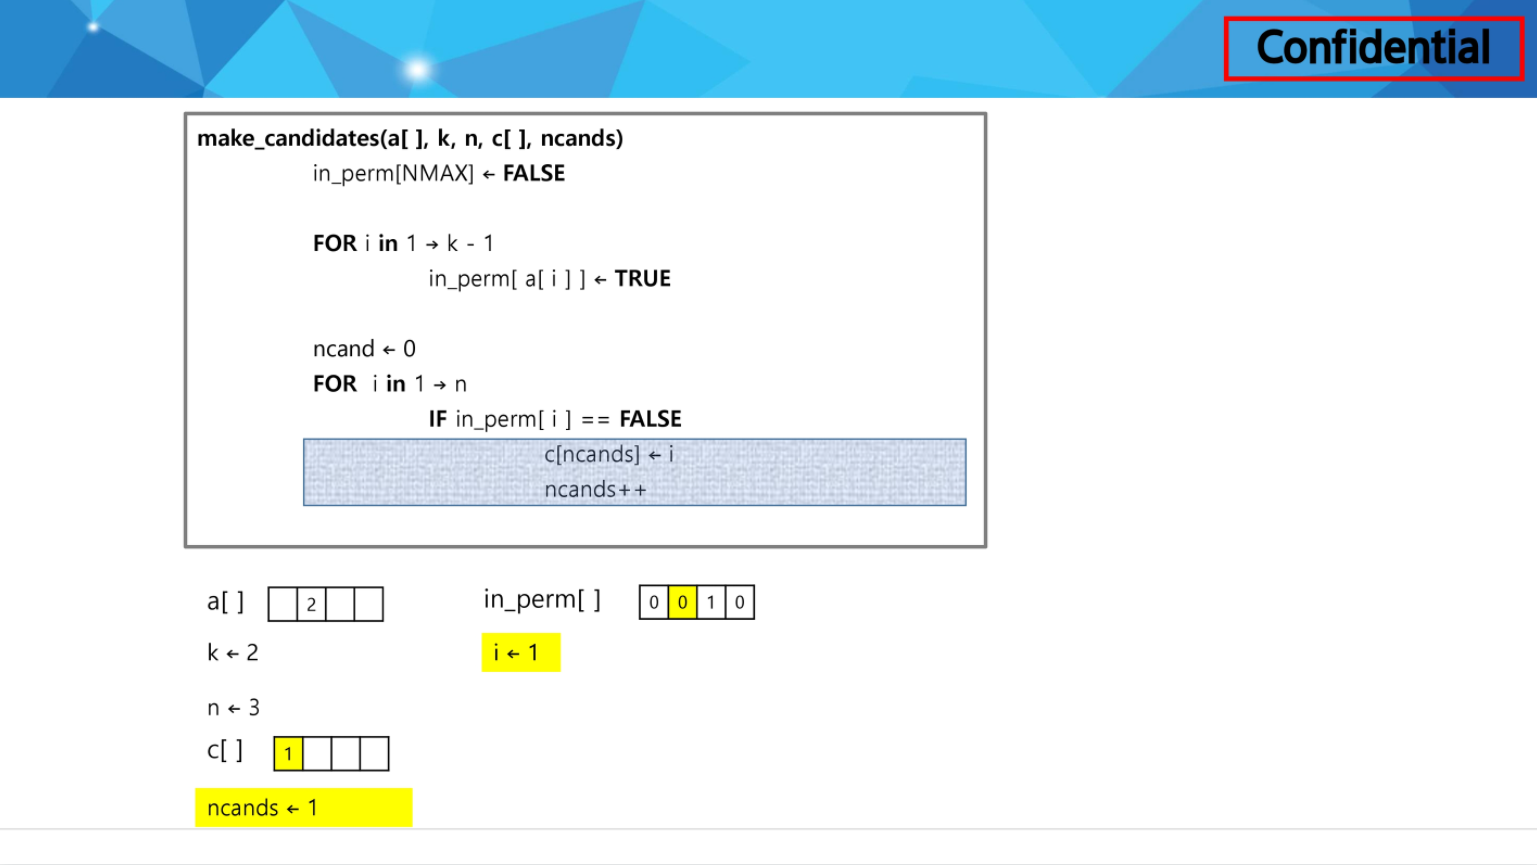 Confidential
make_candidates(a[ ], k, n, c[ ], ncands)
in_perm[NMAX] ← FALSE
FOR i in 1 → k - 1
in_perm[ a[ i ] ] ← TRUE
ncand ← 0
FOR i in 1 → n
IF in_perm[ i ] == FALSE
c[ncands] ← i
ncands++
a[ ] 2 in_perm[ ] 0 0 1 0
k ← 2 i ← 1
n ← 3
c[ ] 1
ncands ← 1